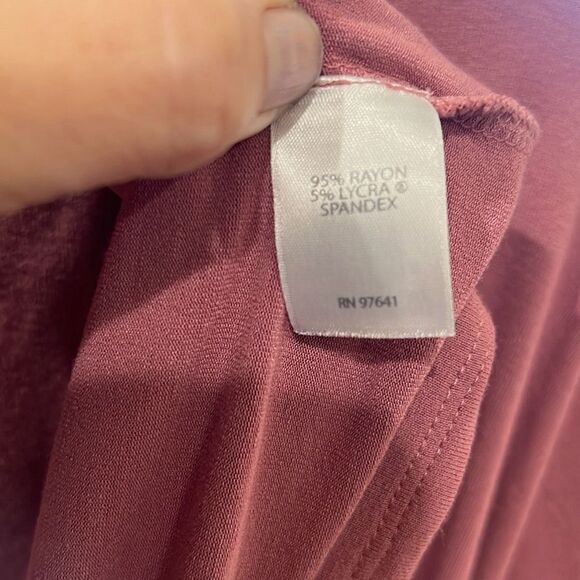 95% RAYON
5% LYCRA ®
SPANDEX
RN 97641